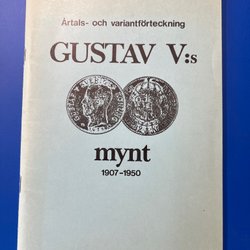 Årtals- och variantförteckning
GUSTAV V:s
mynt
1907-1950